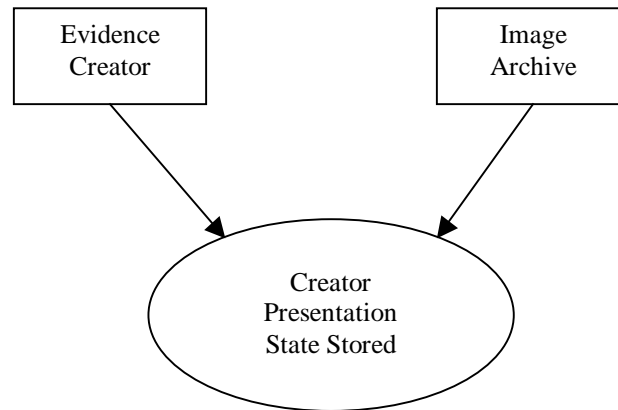 Evidence
Creator
Image
Archive
Creator
Presentation
State Stored